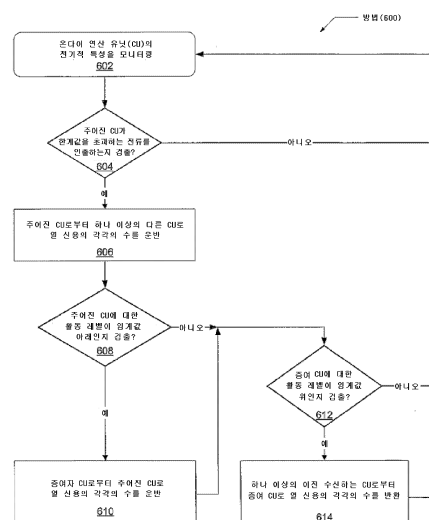 방법(600)
온다이 연산 유닛(CU)의
전기적 특성을 모니터링
602
주어진 CU가
한계값을 초과하는 전류를
인출하는지 검출?
604
아니오
예
주어진 CU로부터 하나 이상의 다른 CU로
열 신용의 각각의 수를 운반
606
주어진 CU에 대한
활동 레벨이 임계값
아래인지 검출?
608
아니오
예
증여 CU에 대한
활동 레벨이 임계값
위인지 검출?
612
아니오
예
증여자 CU로부터 주어진 CU로
열 신용의 각각의 수를 운반
610
하나 이상의 이전 수신하는 CU로부터
증여 CU로 열 신용의 각각의 수를 반환
614